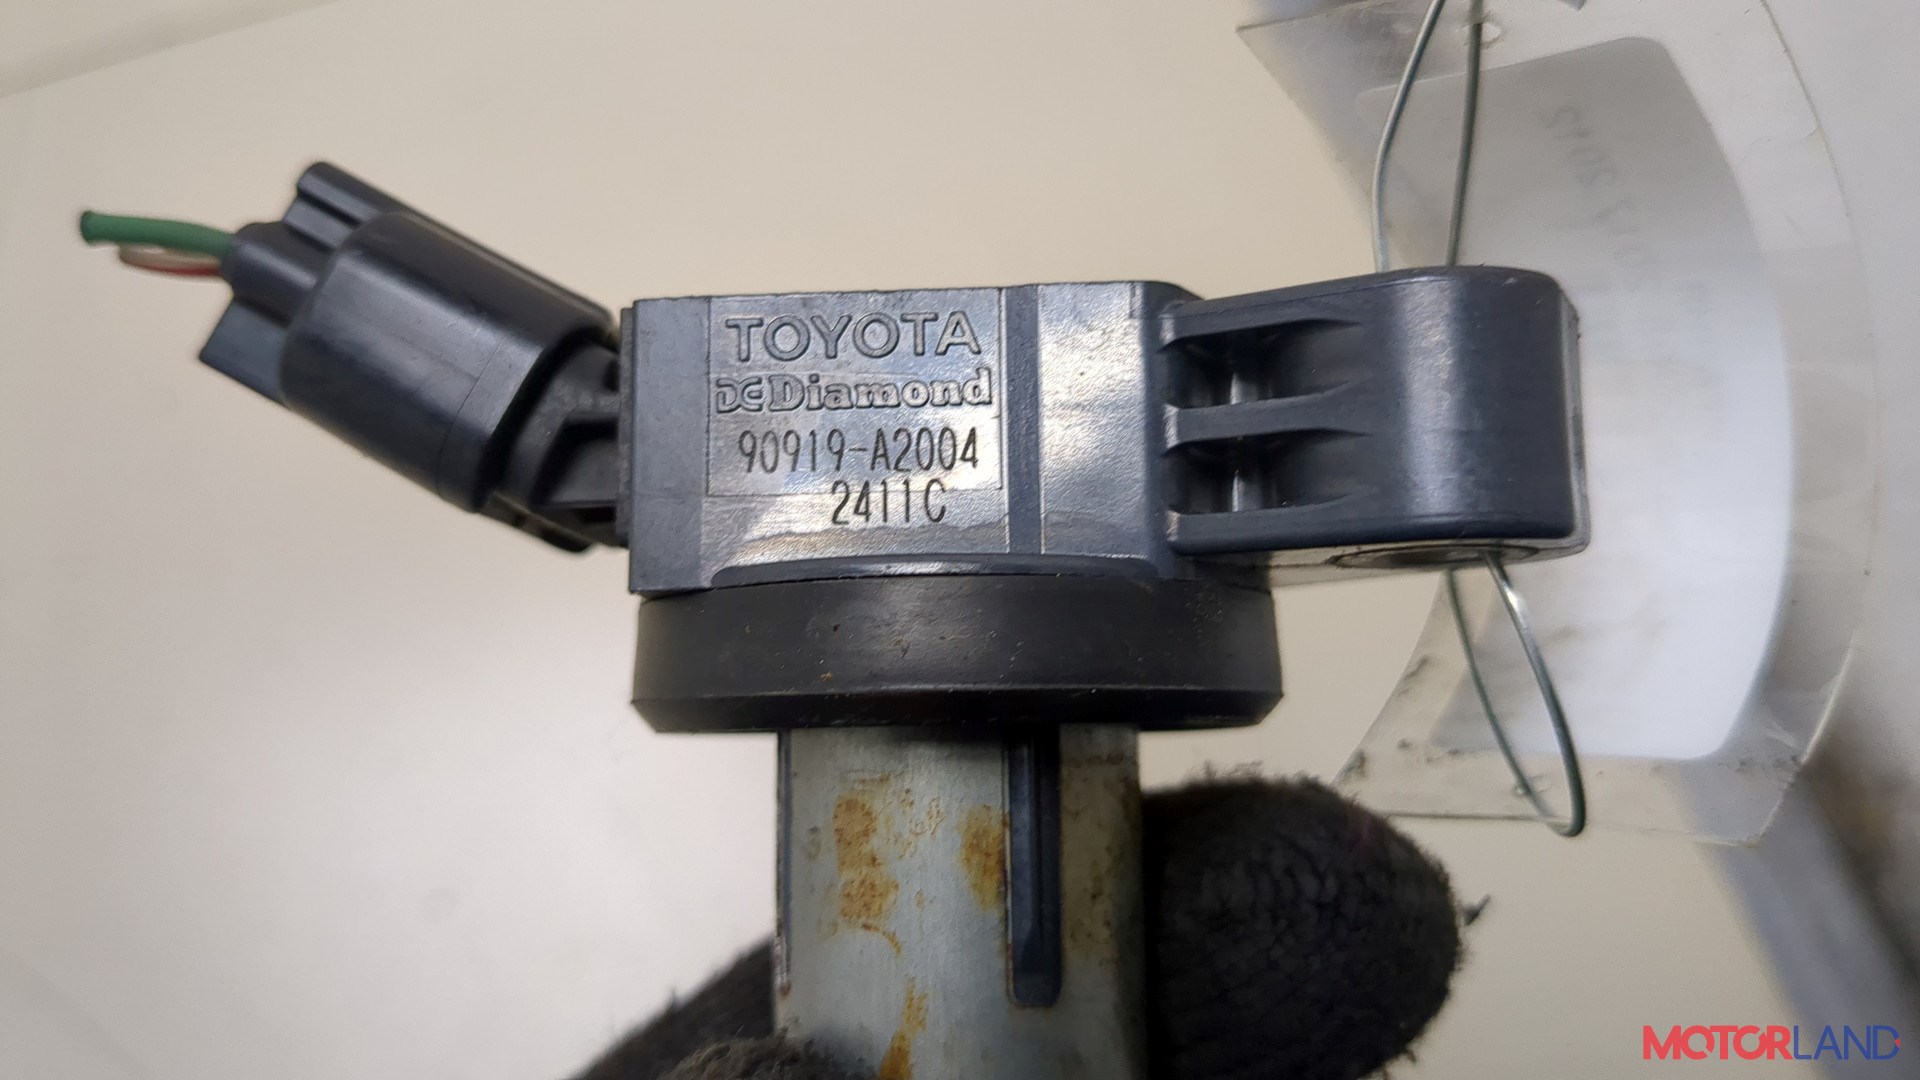 TOYOTA
Diamond
90919-A2004
2411C
MOTORLAND